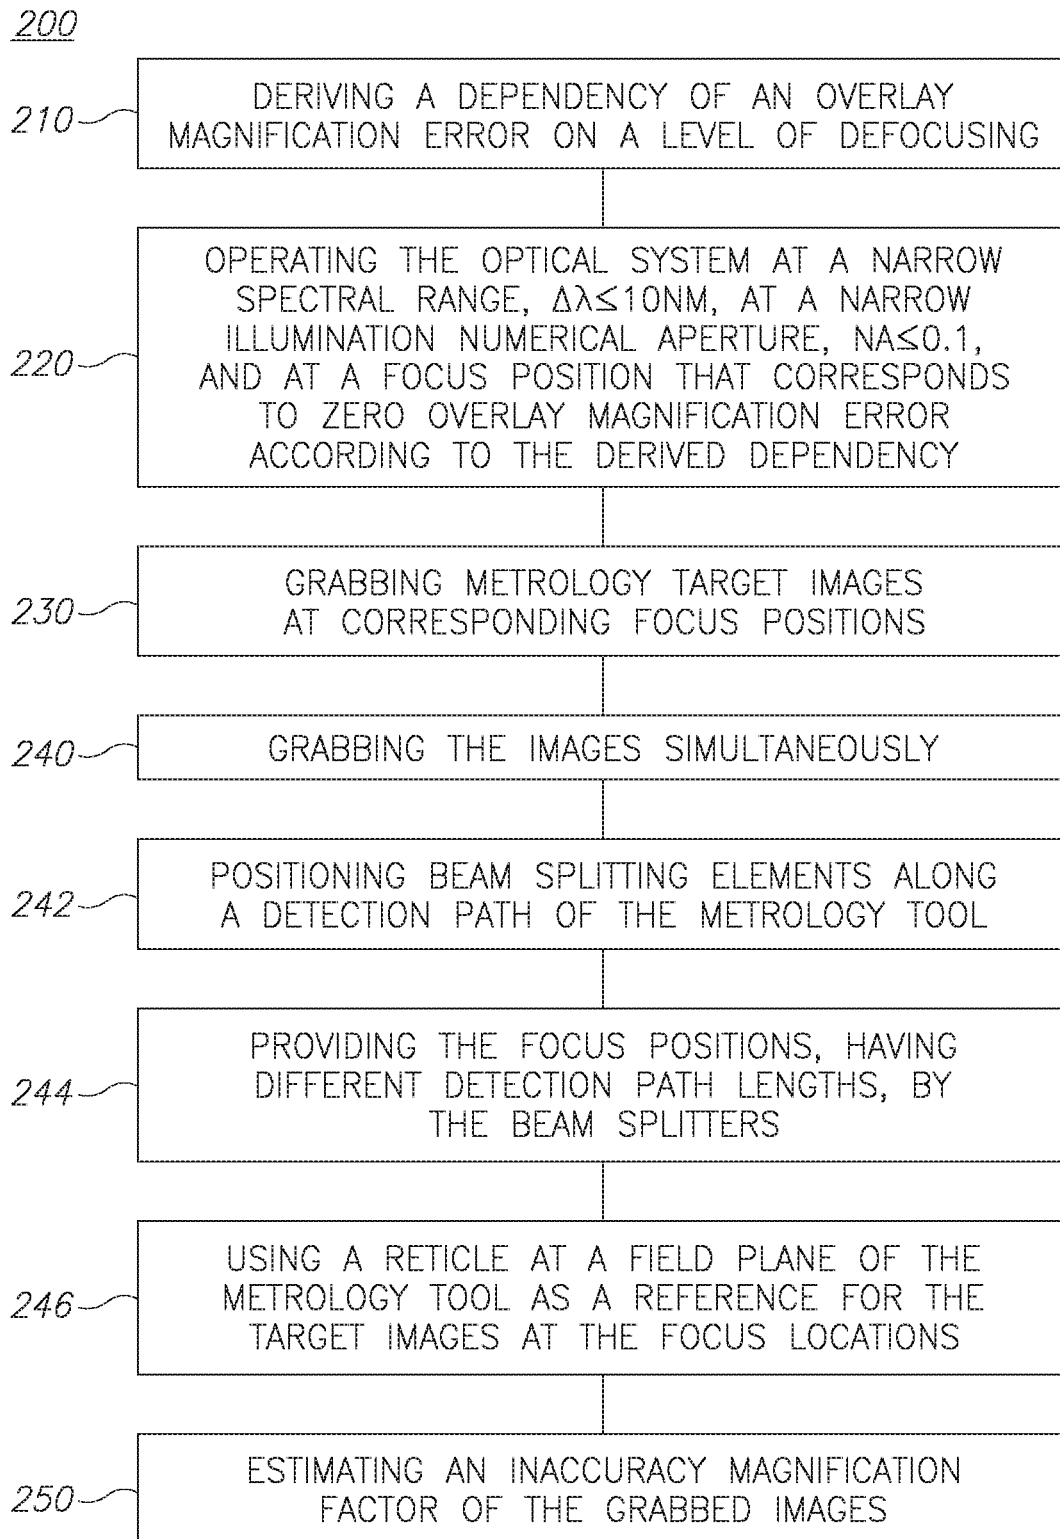 200
210
DERIVING A DEPENDENCY OF AN OVERLAY
MAGNIFICATION ERROR ON A LEVEL OF DEFOCUSING
220
OPERATING THE OPTICAL SYSTEM AT A NARROW
SPECTRAL RANGE, Δλ≤10NM, AT A NARROW
ILLUMINATION NUMERICAL APERTURE, NA≤0.1,
AND AT A FOCUS POSITION THAT CORRESPONDS
TO ZERO OVERLAY MAGNIFICATION ERROR
ACCORDING TO THE DERIVED DEPENDENCY
230
GRABBING METROLOGY TARGET IMAGES
AT CORRESPONDING FOCUS POSITIONS
240
GRABBING THE IMAGES SIMULTANEOUSLY
242
POSITIONING BEAM SPLITTING ELEMENTS ALONG
A DETECTION PATH OF THE METROLOGY TOOL
244
PROVIDING THE FOCUS POSITIONS, HAVING
DIFFERENT DETECTION PATH LENGTHS, BY
THE BEAM SPLITTERS
246
USING A RETICLE AT A FIELD PLANE OF THE
METROLOGY TOOL AS A REFERENCE FOR THE
TARGET IMAGES AT THE FOCUS LOCATIONS
250
ESTIMATING AN INACCURACY MAGNIFICATION
FACTOR OF THE GRABBED IMAGES